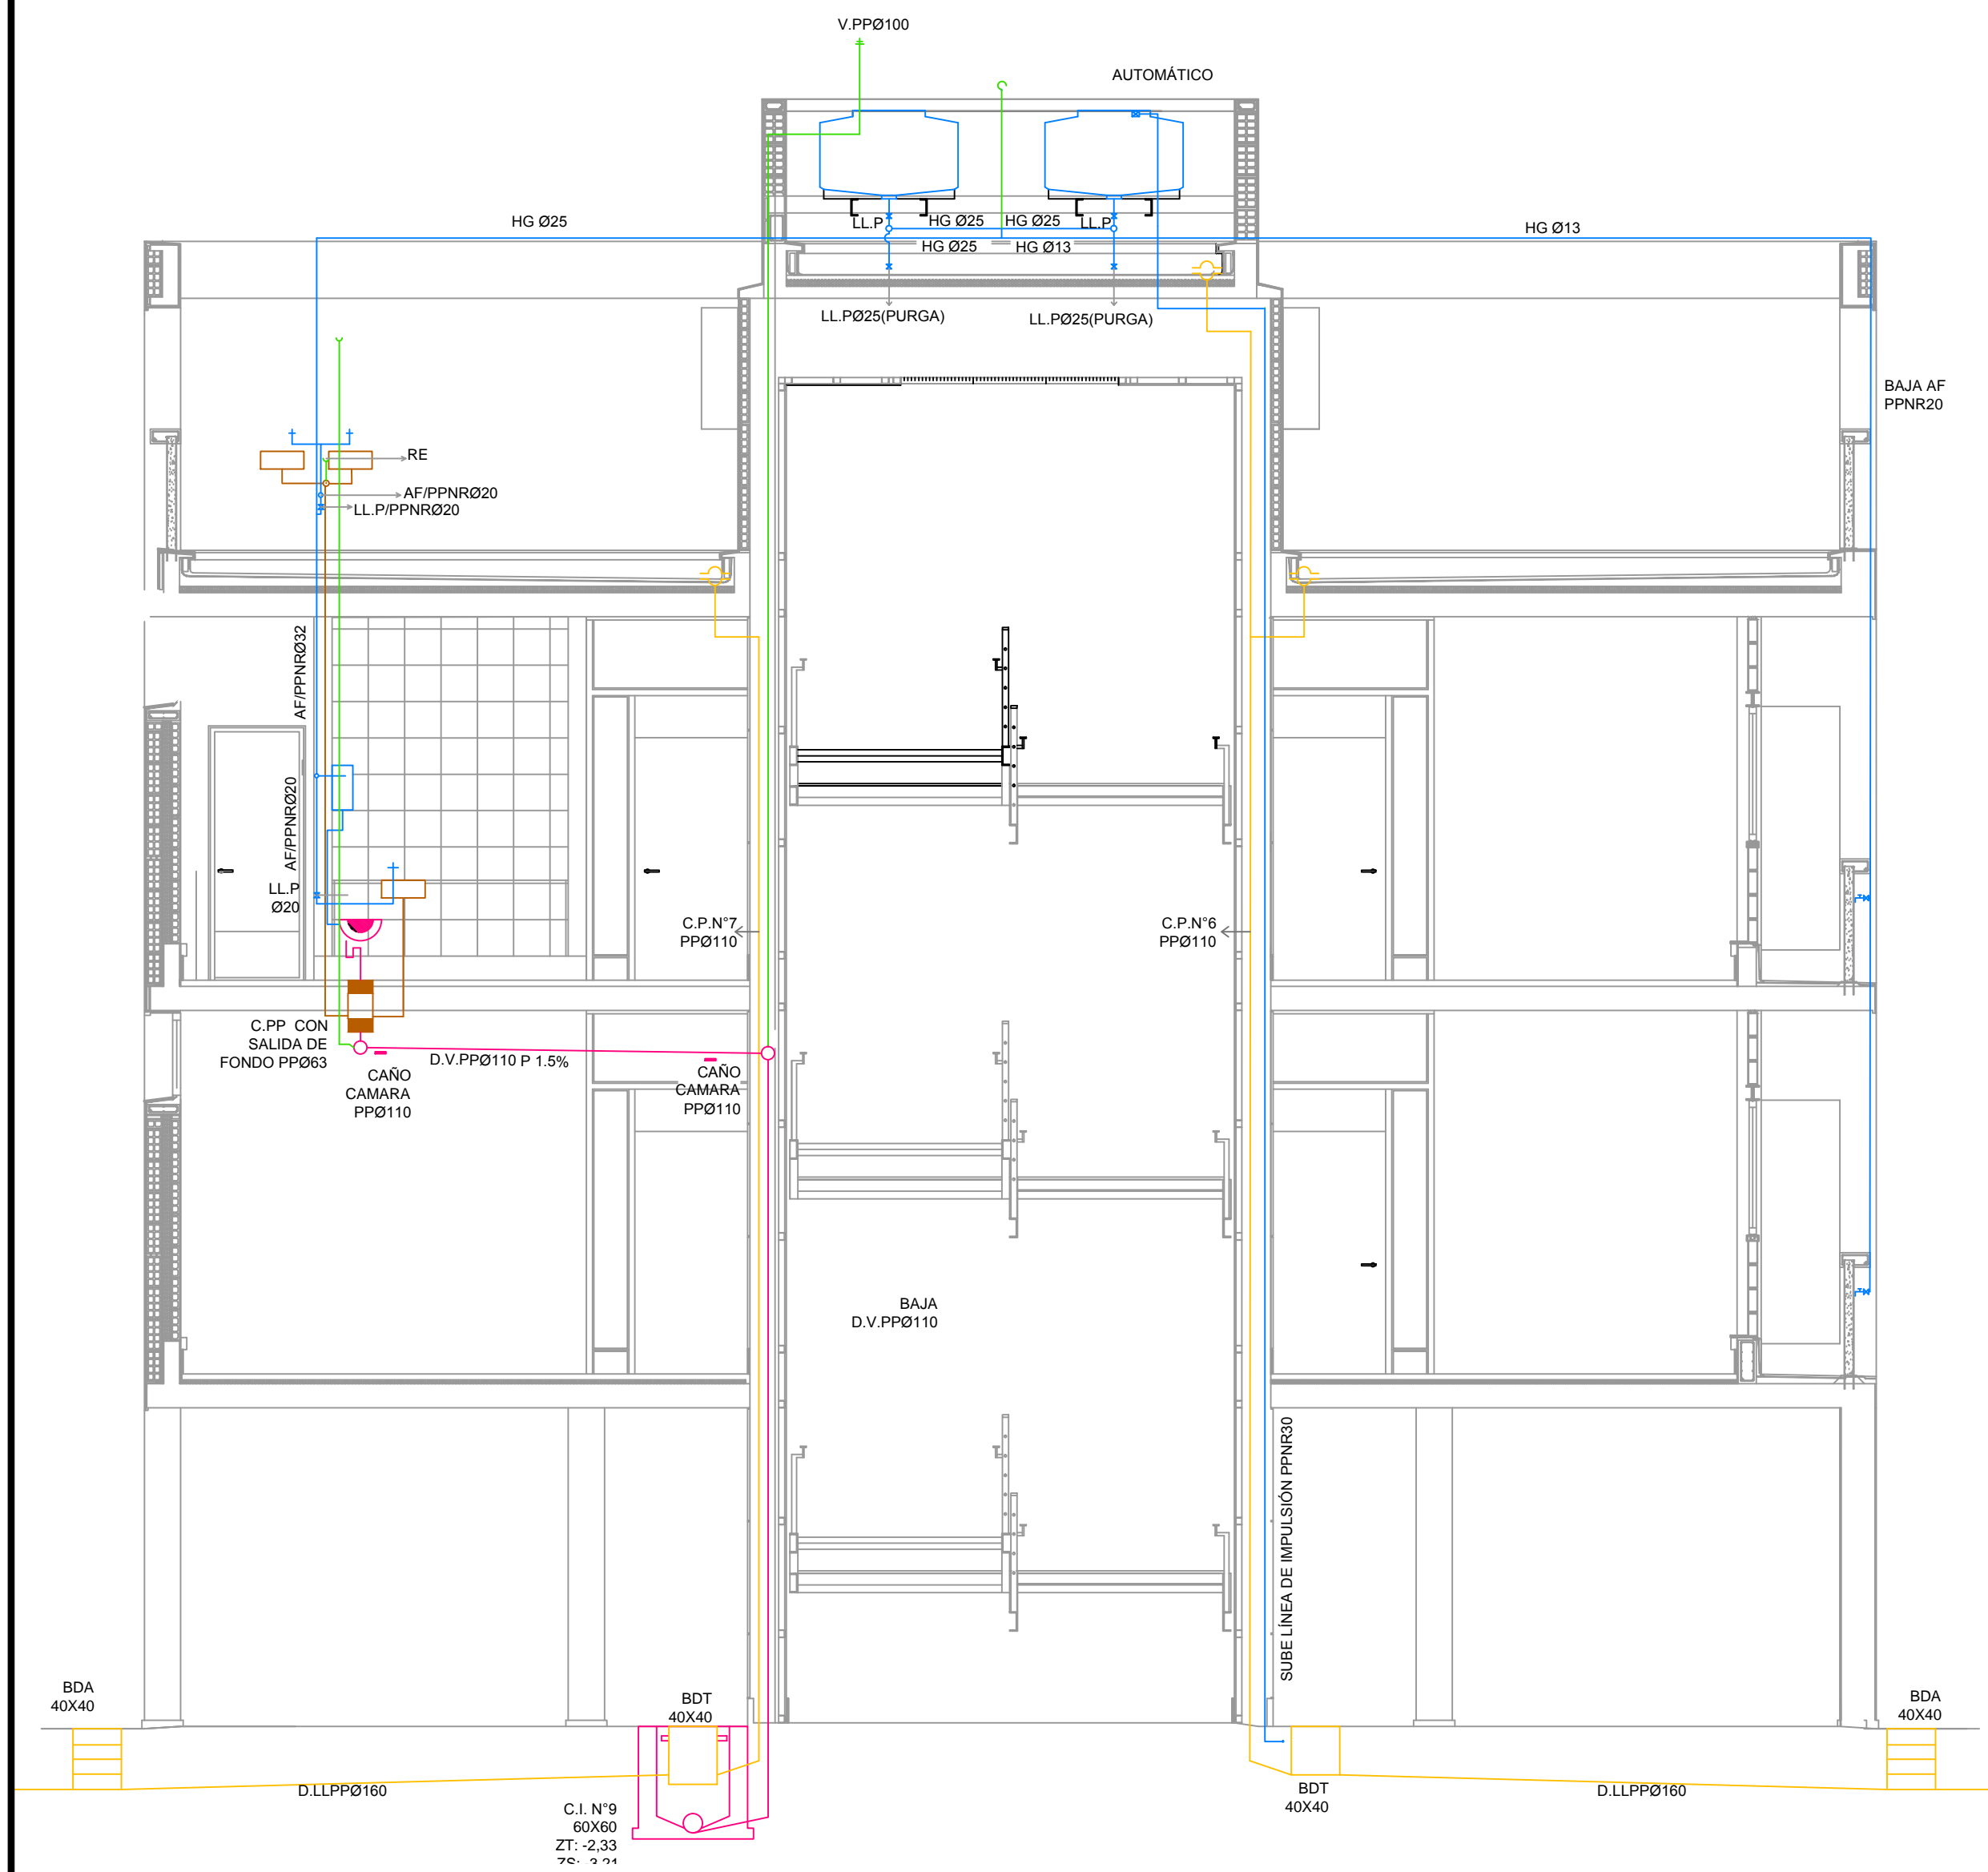 V.PPØ100
AUTOMÁTICO
HG Ø25
LL.P
HG Ø25
HG Ø25
LL.P
HG Ø13
HG Ø25
HG Ø13
LL.PØ25(PURGA)
LL.PØ25(PURGA)
BAJA AF
PPNR20
RE
AF/PPNRØ20
LL.P/PPNRØ20
AF/PPNRØ32
AF/PPNRØ20
LL.P
Ø20
C.P.N°7
PPØ110
C.P.N°6
PPØ110
C.PP CON
SALIDA DE
FONDO PPØ63
D.V.PPØ110 P 1.5%
CAÑO
CAMARA
PPØ110
CAÑO
CAMARA
PPØ110
BAJA
D.V.PPØ110
SUBE LÍNEA DE IMPULSIÓN PPNR30
BDA
40X40
BDT
40X40
BDA
40X40
D.LLPPØ160
BDT
40X40
D.LLPPØ160
C.I. N°9
60X60
ZT: -2,33
ZS: -3,21